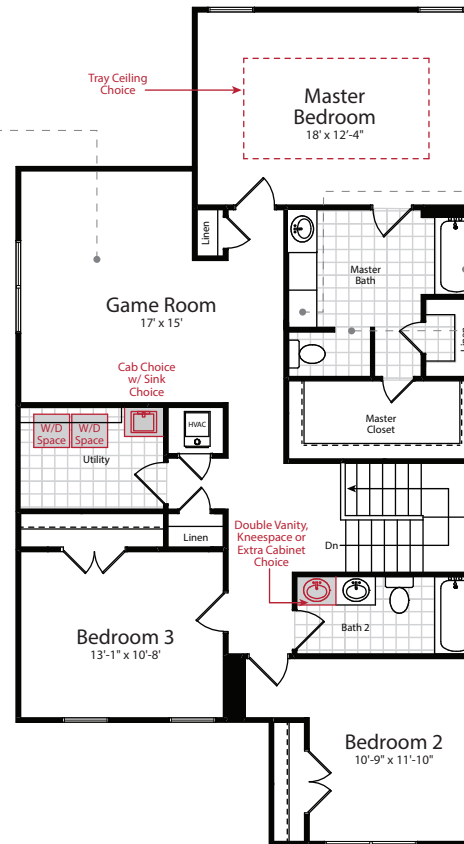 Tray Ceiling
Choice
Master
Bedroom
18' x 12'-4"
Linen
Master
Bath
Game Room
17' x 15'
Cab Choice
w/ Sink
Choice
W/D
Space
W/D
Space
HVAC
Utility
Master
Closet
Linen
Double Vanity,
Kneespace or
Extra Cabinet
Choice
Dn
Bath 2
Bedroom 3
13'-1" x 10'-8'
Bedroom 2
10'-9" x 11'-10"